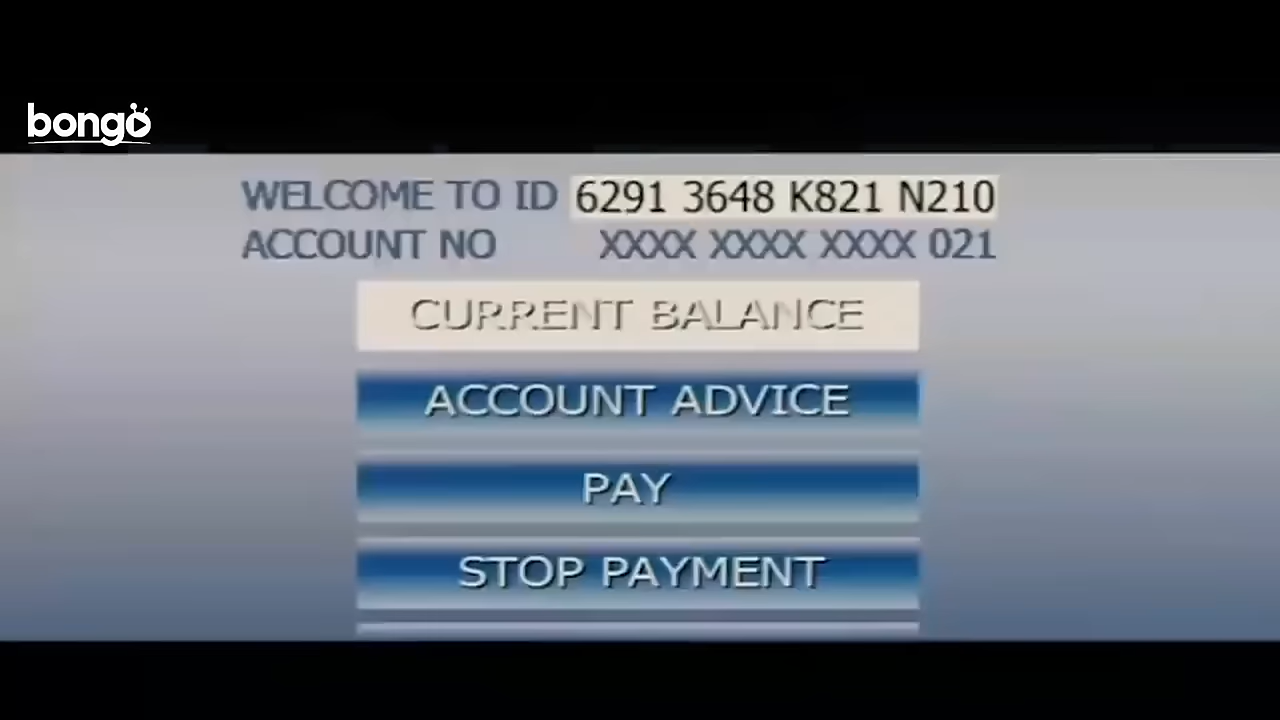 bongo
WELCOME TO ID 6291 3648 K821 N210
ACCOUNT NO XXXX XXXX XXXX 021
CURRENT BALANCE
ACCOUNT ADVICE
PAY
STOP PAYMENT